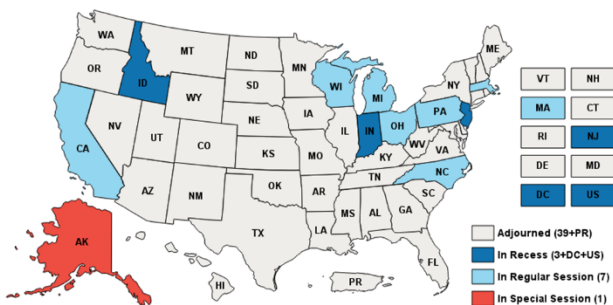 WA
MT
ND
MN
ME
OR
ID
WY
SD
WI
MI
NY
NV
UT
CO
NE
IA
IL
IN
OH
PA
CA
KS
MO
KY
WV
VA
AZ
NM
OK
AR
TN
NC
SC
TX
LA
MS
AL
GA
FL
AK
HI
PR
VT
NH
MA
CT
RI
NJ
DE
MD
DC
US
Adjourned (39+PR)
In Recess (3+DC+US)
In Regular Session (7)
In Special Session (1)